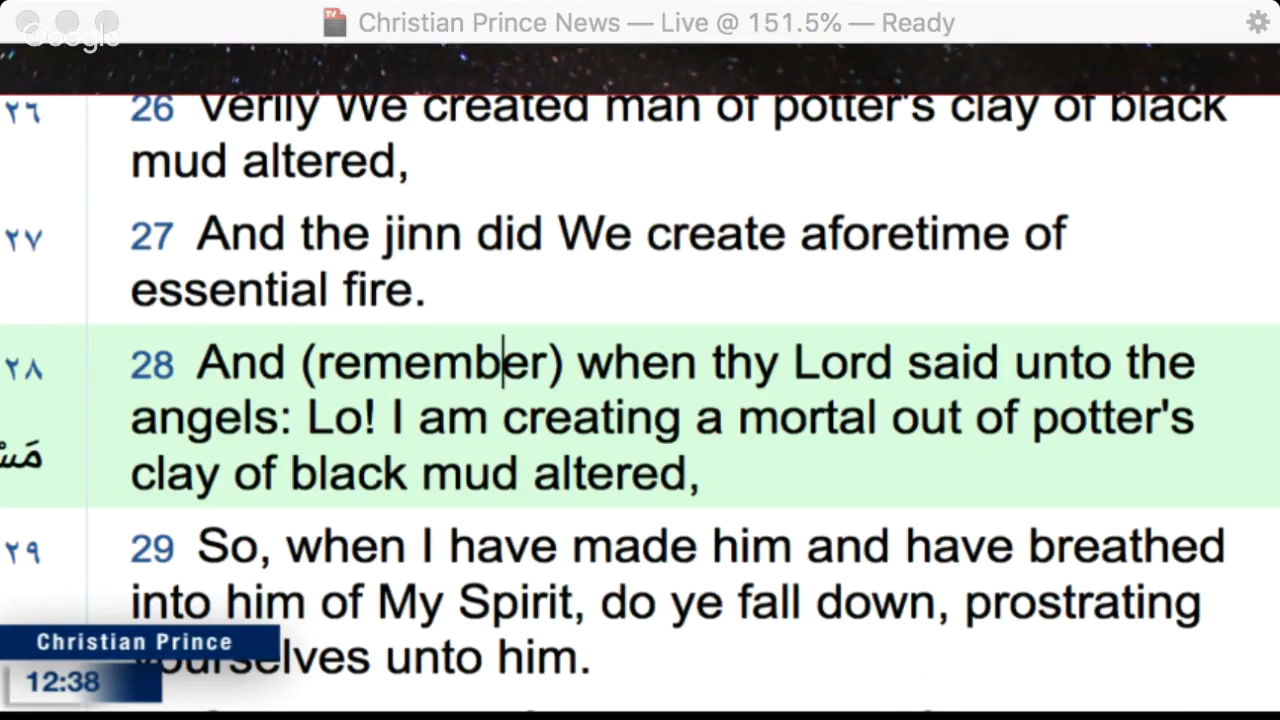 Christian Prince News — Live @ 151.5% — Ready
Google
٢٦
26 Verily We created man of potter's clay of black
mud altered,
٢٧
27 And the jinn did We create aforetime of
essential fire.
٢٨
28 And (remember) when thy Lord said unto the
angels: Lo! I am creating a mortal out of potter's
clay of black mud altered,
٢٩
29 So, when I have made him and have breathed
into him of My Spirit, do ye fall down, prostrating
yourselves unto him.
Christian Prince
12:38